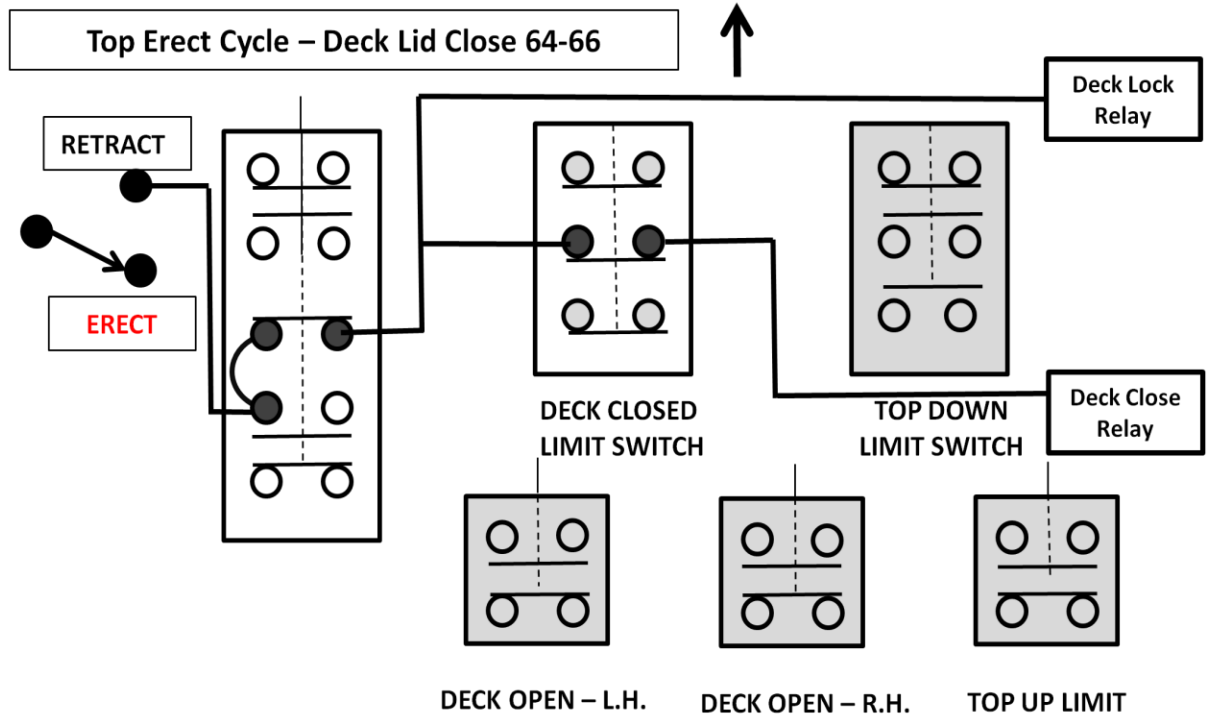 Top Erect Cycle – Deck Lid Close 64-66
Deck Lock
Relay
RETRACT
ERECT
DECK CLOSED
LIMIT SWITCH
TOP DOWN
LIMIT SWITCH
Deck Close
Relay
DECK OPEN – L.H.
DECK OPEN – R.H.
TOP UP LIMIT